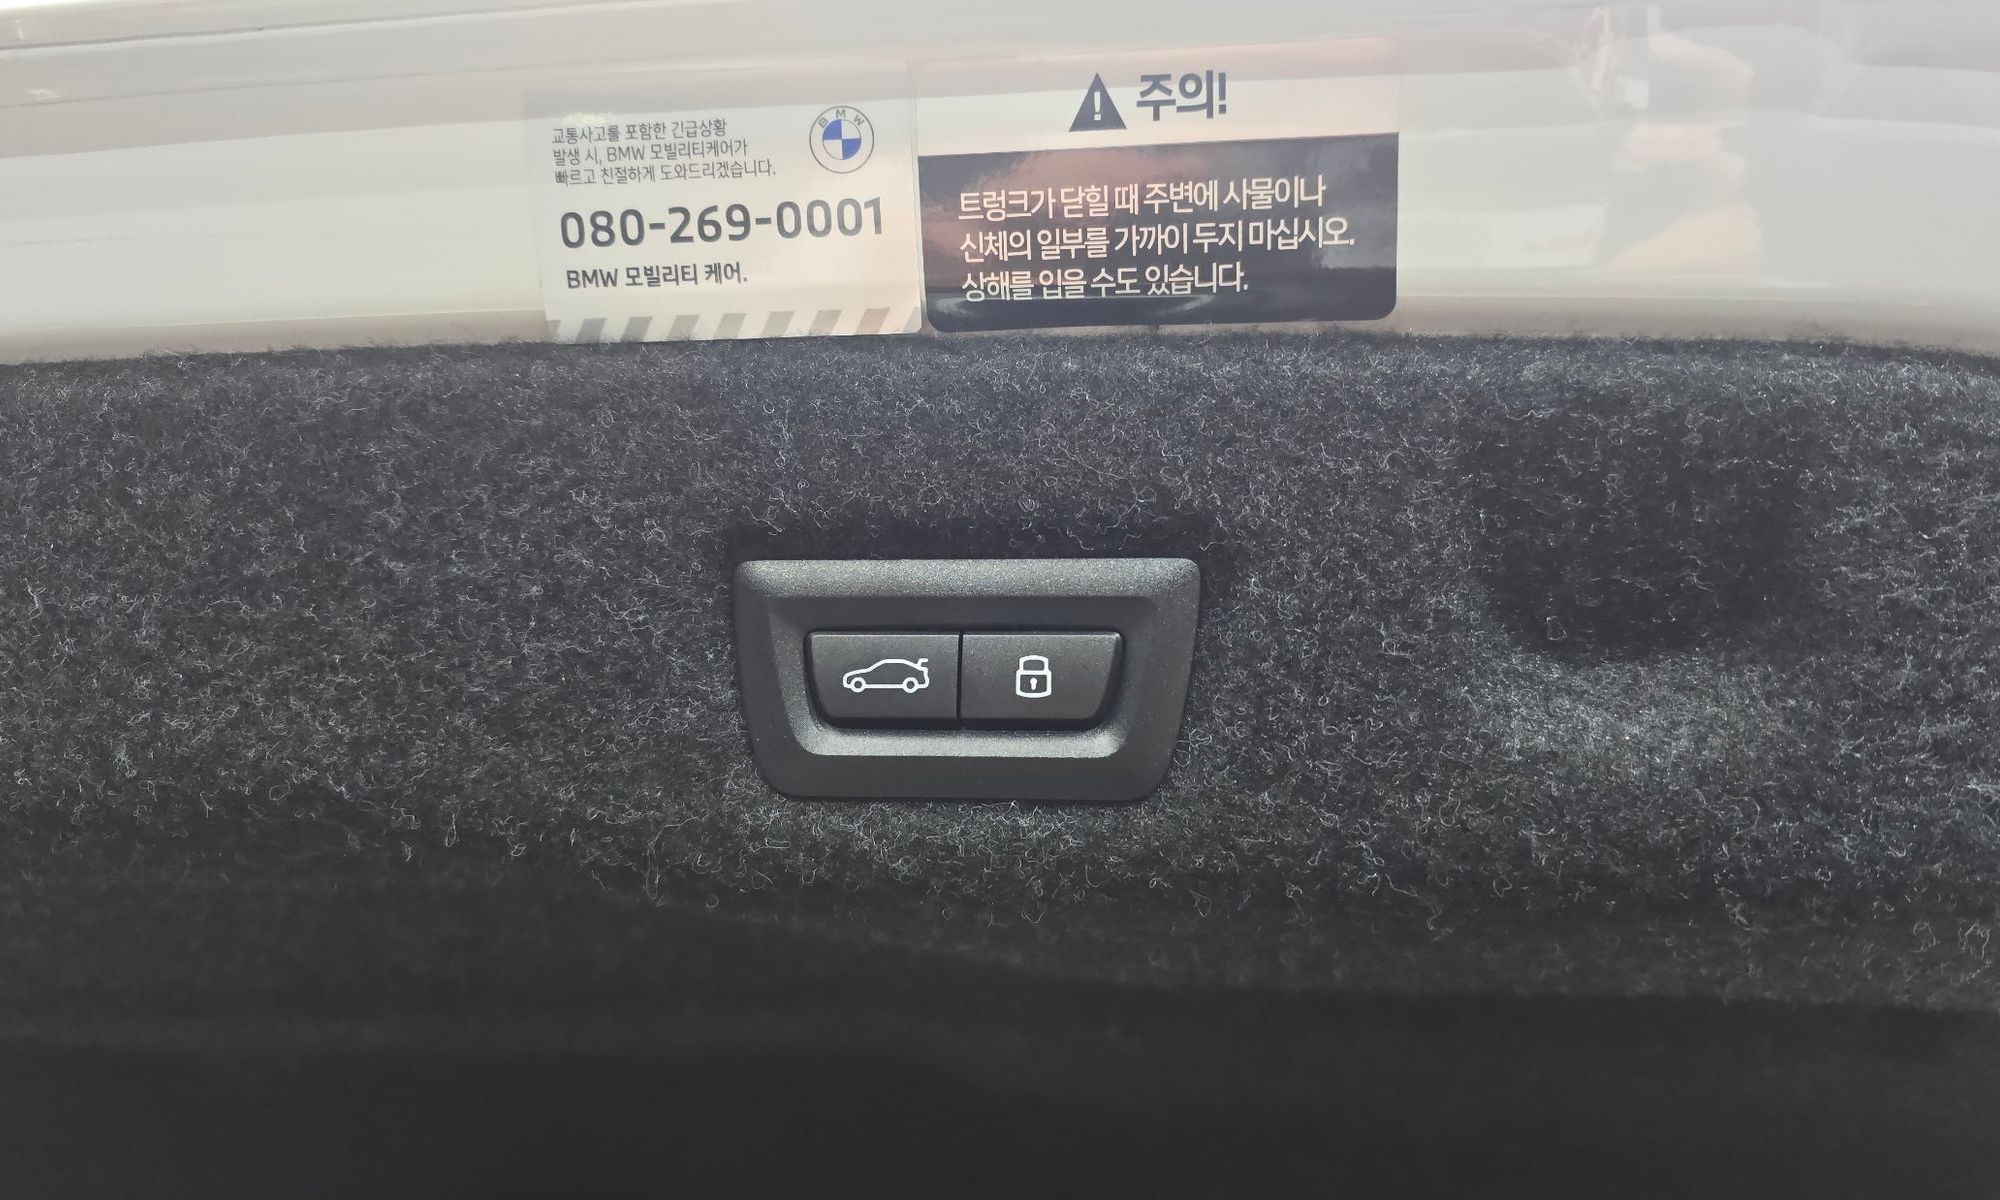 교통사고를 포함한 긴급상황
발생 시, BMW 모빌리티케어가
빠르고 친절하게 도와드리겠습니다.
BMW
080-269-0001
BMW 모빌리티 케어.
주의!
트렁크가 닫힐 때 주변에 사물이나
신체의 일부를 가까이 두지 마십시오.
상해를 입을 수도 있습니다.